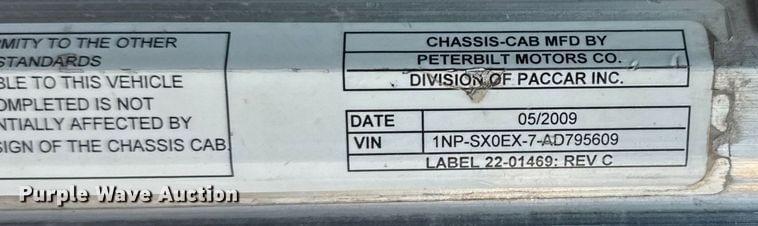 RMITY TO THE OTHER
STANDARDS
BLE TO THIS VEHICLE
OMPLETED IS NOT
NTIALLY AFFECTED BY
SIGN OF THE CHASSIS CAB.
CHASSIS-CAB MFD BY
PETERBILT MOTORS CO.
DIVISION OF PACCAR INC.
DATE 05/2009
VIN 1NP-SX0EX-7-AD795609
LABEL 22-01469: REV C
Purple Wave Auction